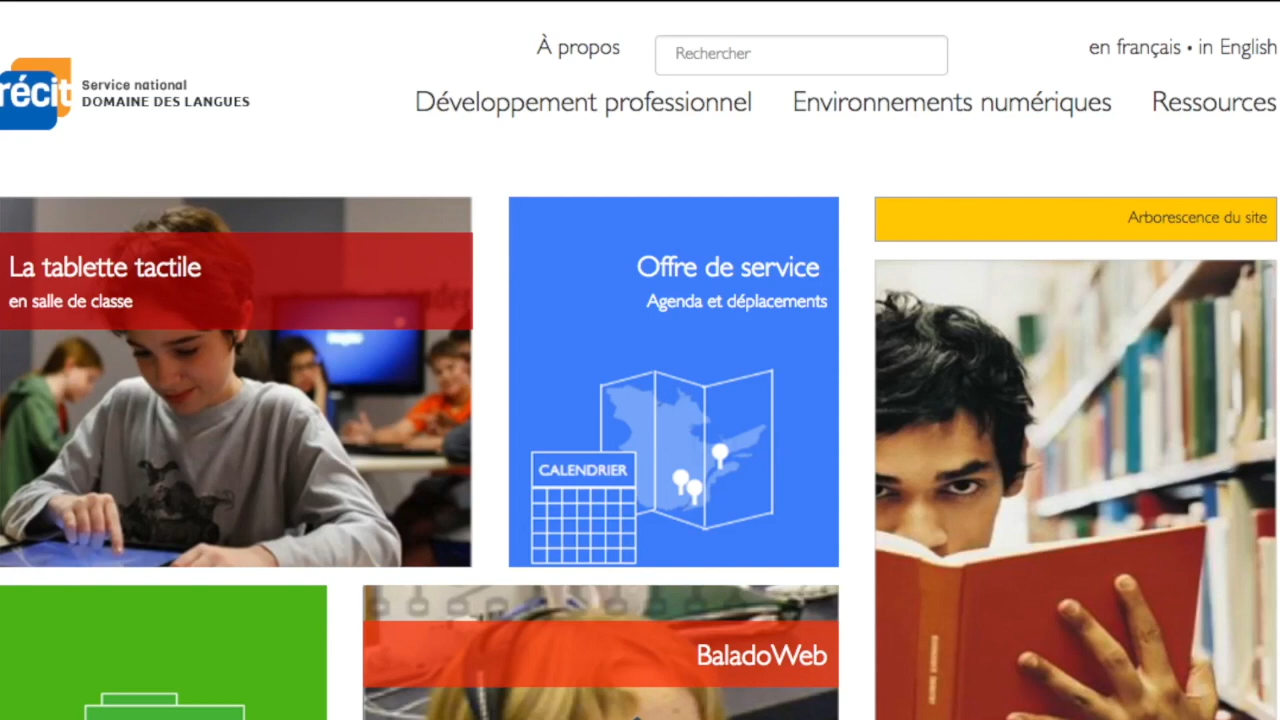 À propos
Rechercher
en français • in English
récit
Service national
DOMAINE DES LANGUES
Développement professionnel
Environnements numériques
Ressources
La tablette tactile
en salle de classe
Offre de service
Agenda et déplacements
CALENDRIER
Arborescence du site
BaladoWeb